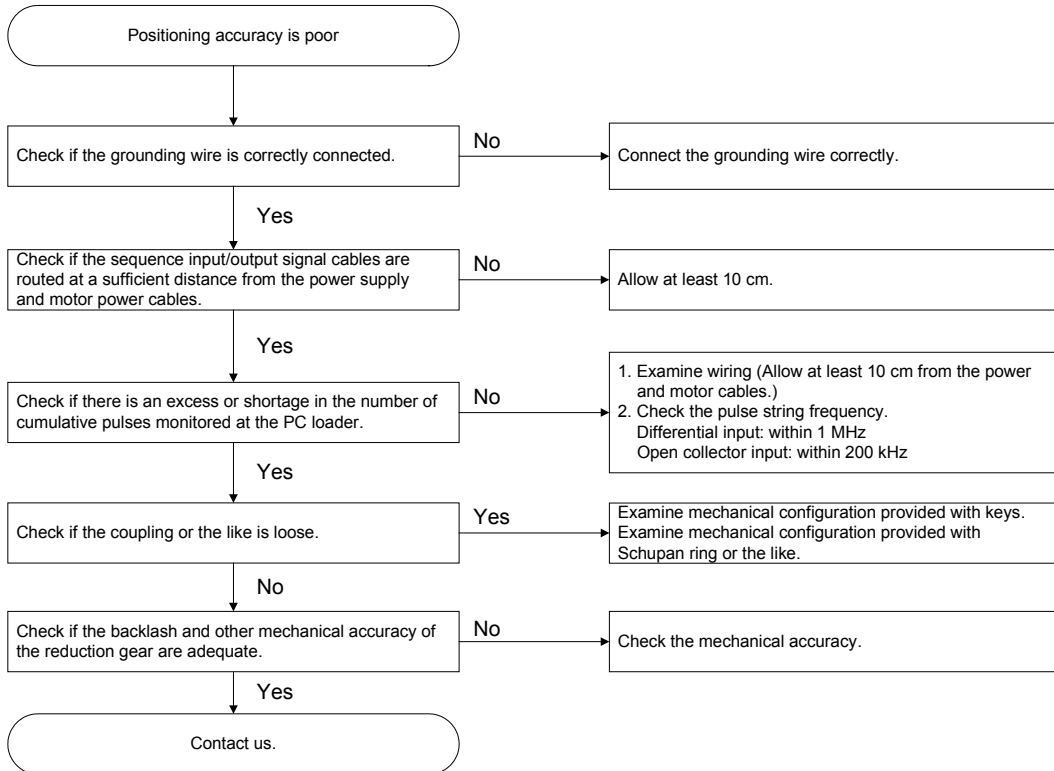 Positioning accuracy is poor
Check if the grounding wire is correctly connected.
No
Connect the grounding wire correctly.
Yes
Check if the sequence input/output signal cables are
routed at a sufficient distance from the power supply
and motor power cables.
No
Allow at least 10 cm.
Yes
Check if there is an excess or shortage in the number of
cumulative pulses monitored at the PC loader.
No
1. Examine wiring (Allow at least 10 cm from the power
and motor cables.)
2. Check the pulse string frequency.
Differential input: within 1 MHz
Open collector input: within 200 kHz
Yes
Check if the coupling or the like is loose.
Yes
Examine mechanical configuration provided with keys.
Examine mechanical configuration provided with
Schupan ring or the like.
No
Check if the backlash and other mechanical accuracy of
the reduction gear are adequate.
No
Check the mechanical accuracy.
Yes
Contact us.